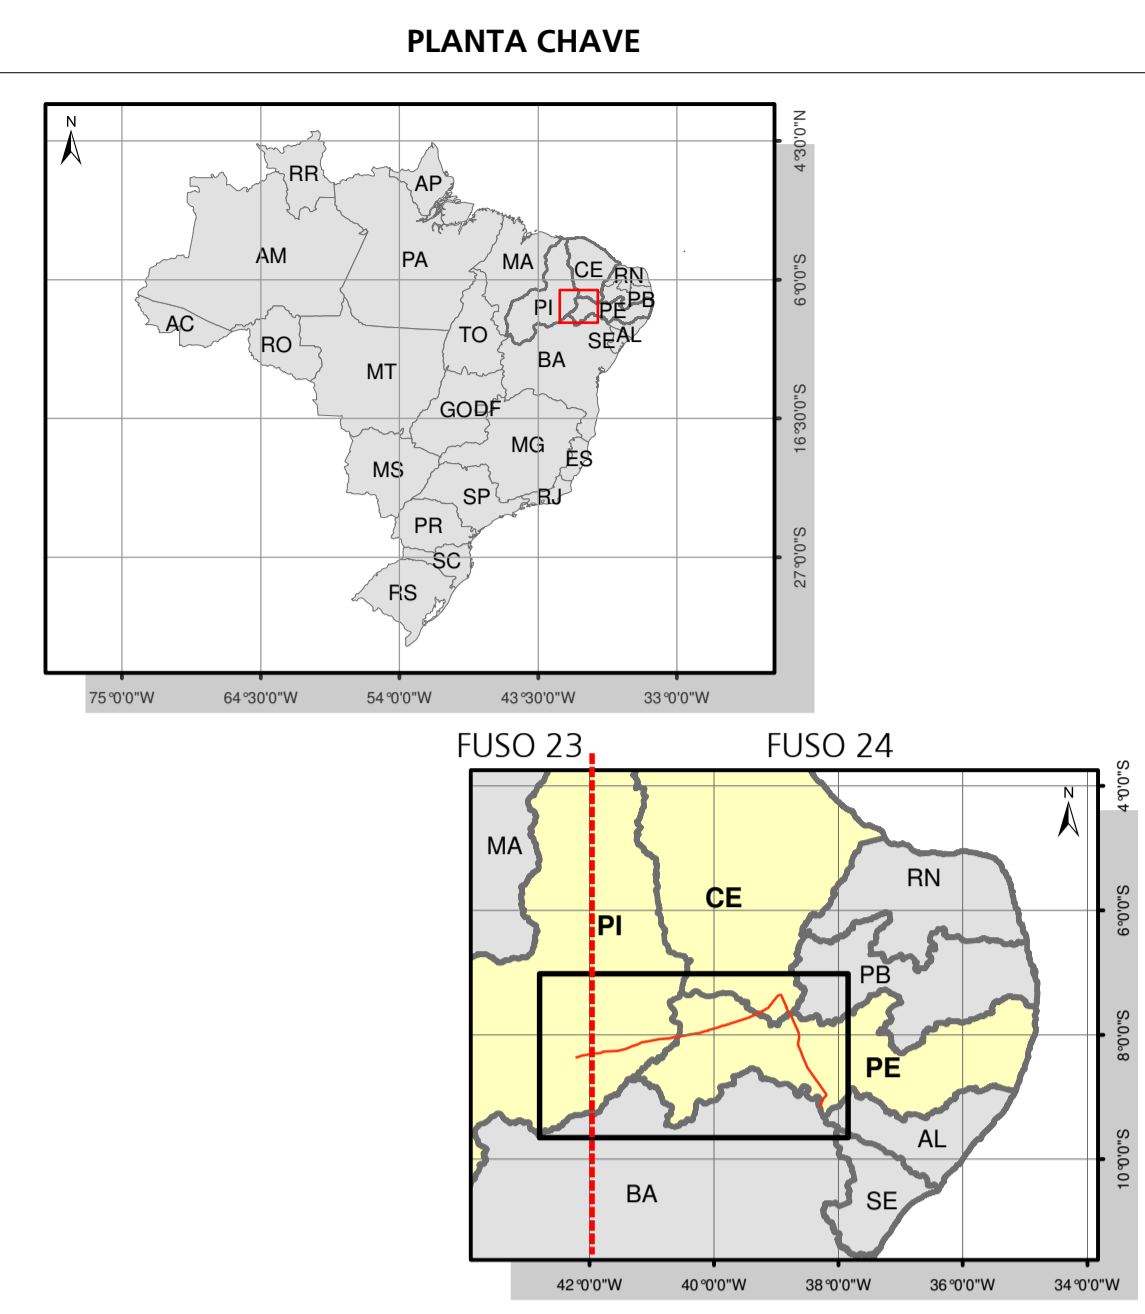 PLANTA CHAVE
N
4°30'0"N
RR
AP
AM
PA
MA
CE
RN
6°0'0"S
PI
PE
PB
AC
RO
TO
SE
AL
BA
MT
GO
DF
16°30'0"S
MG
MS
ES
SP
RJ
PR
SC
27°0'0"S
RS
75°0'0"W
64°30'0"W
54°0'0"W
43°30'0"W
33°0'0"W
FUSO 23
FUSO 24
4°0'0"S
N
MA
RN
CE
6°0'0"S
PI
PB
8°0'0"S
PE
AL
10°0'0"S
BA
SE
42°0'0"W
40°0'0"W
38°0'0"W
36°0'0"W
34°0'0"W